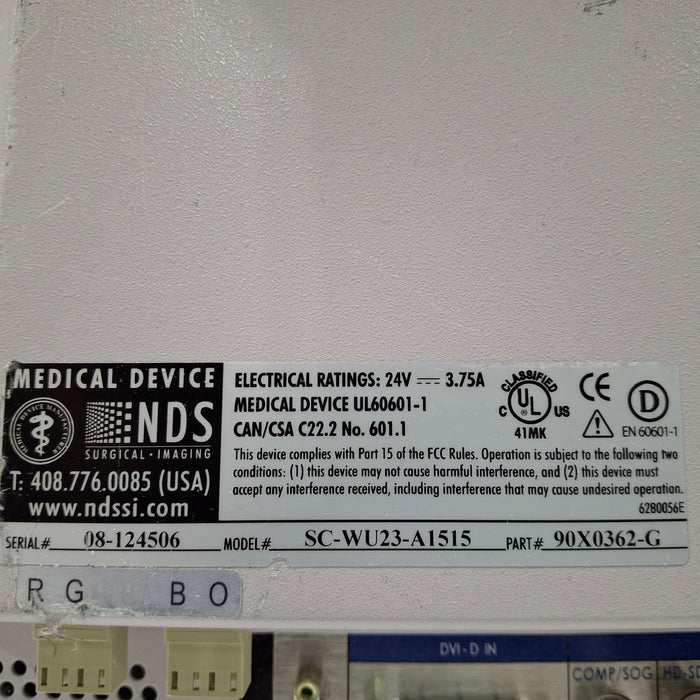 MEDICAL DEVICE
NDS
SURGICAL · IMAGING
T: 408.776.0085 (USA)
www.ndssi.com
ELECTRICAL RATINGS: 24V 3.75A
MEDICAL DEVICE UL60601-1
CAN/CSA C22.2 No. 601.1
CLASSIFIED
C UL US
41MK
CE
D
EN 60601-1
This device complies with Part 15 of the FCC Rules. Operation is subject to the following two
conditions: (1) this device may not cause harmful interference, and (2) this device must
accept any interference received, including interference that may cause undesired operation.
62B0056E
SERIAL# 08-124506 MODEL# SC-WU23-A1515 PART# 90X0362-G
R G B O
DVI-D IN
COMP/SOG HD-SD